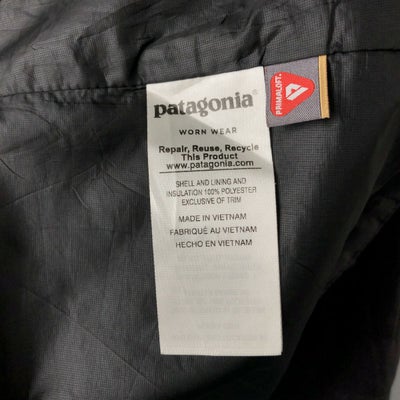 patagonia®
PRIMALOFT
WORN WEAR
Repair, Reuse, Recycle
This Product
www.patagonia.com
SHELL AND LINING AND
INSULATION 100% POLYESTER
EXCLUSIVE OF TRIM
MADE IN VIETNAM
FABRIQUÉ AU VIETNAM
HECHO EN VIETNAM